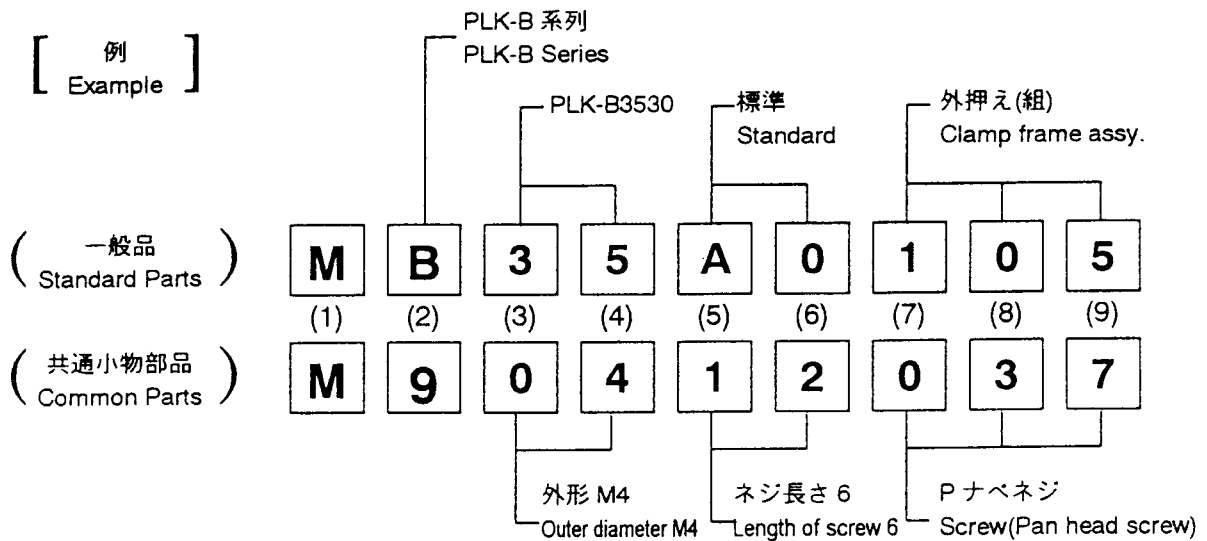 PLK-B 系列
PLK-B Series
[ 例 ]
Example
PLK-B3530
標準
Standard
外押え(組)
Clamp frame assy.
( 一般品 )
Standard Parts
M B 3 5 A 0 1 0 5
(1) (2) (3) (4) (5) (6) (7) (8) (9)
( 共通小物部品 )
Common Parts
M 9 0 4 1 2 0 3 7
外形 M4
Outer diameter M4
ネジ長さ 6
Length of screw 6
P ナベネジ
Screw(Pan head screw)